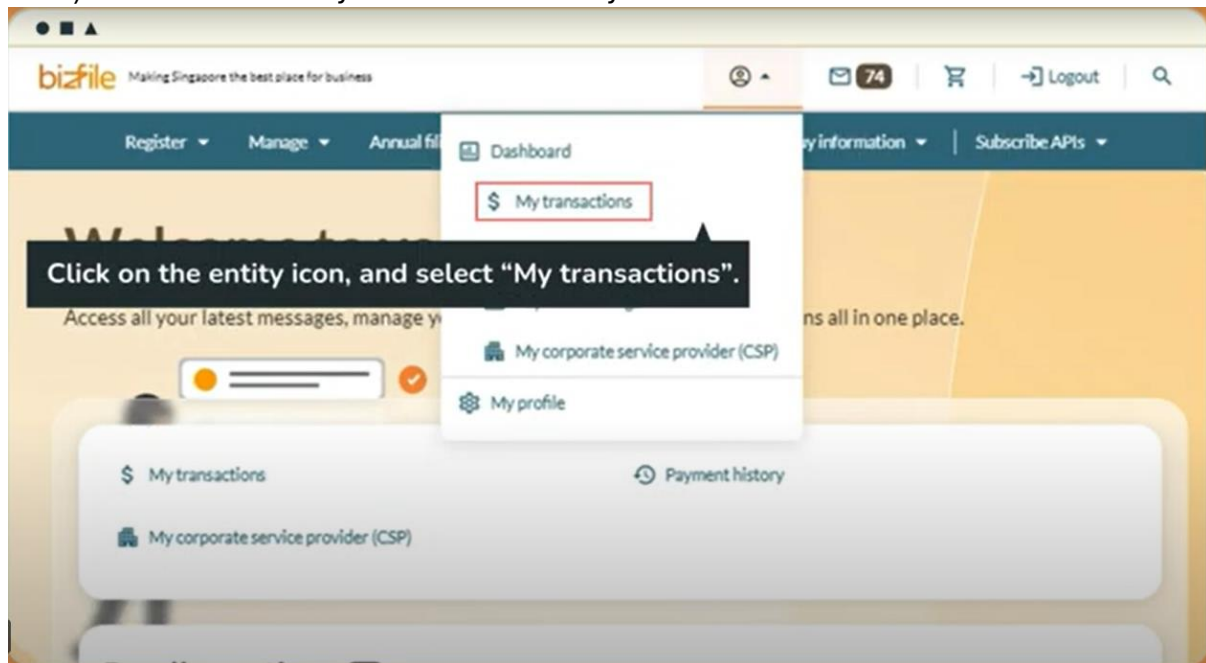 bizfile Making Singapore the best place for business
74
Logout
Register Manage Annual fil
y information Subscribe APIs
Dashboard
My transactions
Click on the entity icon, and select “My transactions”.
Access all your latest messages, manage y
ns all in one place.
My corporate service provider (CSP)
My profile
My transactions
Payment history
My corporate service provider (CSP)